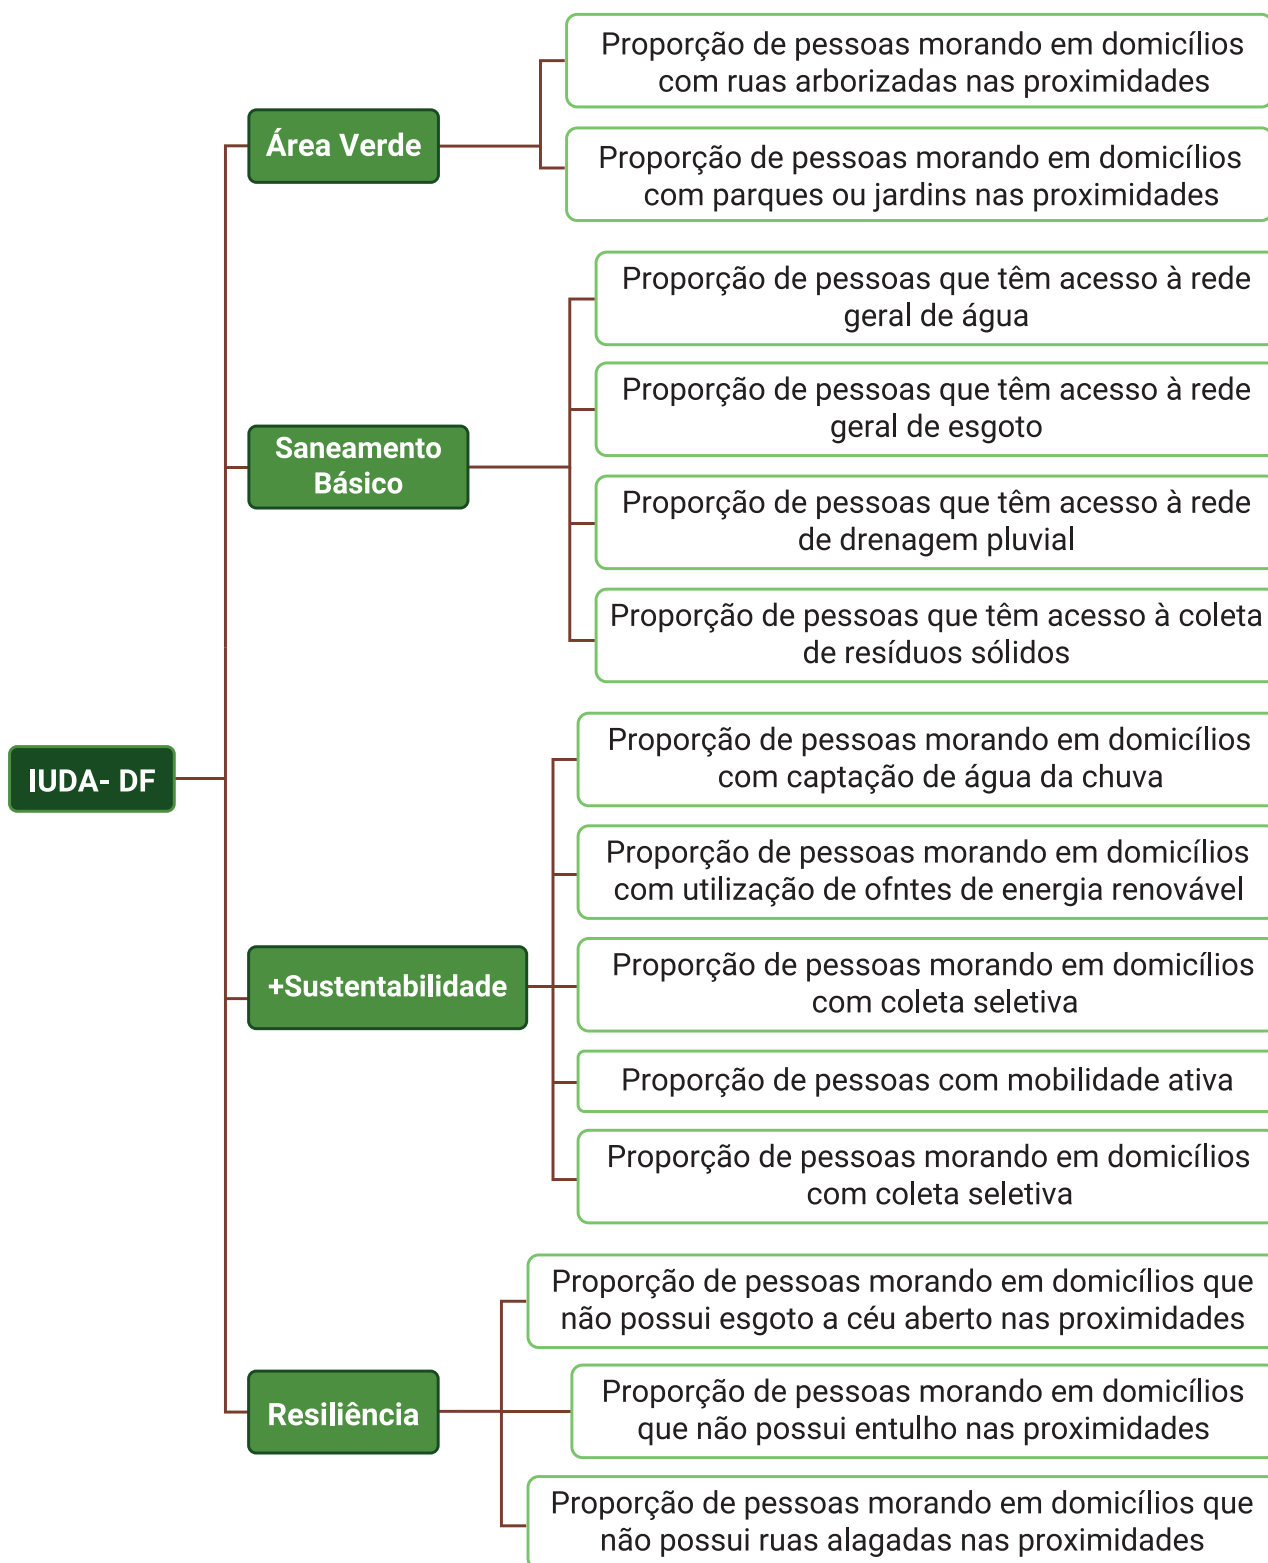 Proporção de pessoas morando em domicílios
com ruas arborizadas nas proximidades
Área Verde
Proporção de pessoas morando em domicílios
com parques ou jardins nas proximidades
Proporção de pessoas que têm acesso à rede
geral de água
Proporção de pessoas que têm acesso à rede
geral de esgoto
Saneamento
Básico
Proporção de pessoas que têm acesso à rede
de drenagem pluvial
Proporção de pessoas que têm acesso à coleta
de resíduos sólidos
IUDA- DF
Proporção de pessoas morando em domicílios
com captação de água da chuva
Proporção de pessoas morando em domicílios
com utilização de ofntes de energia renovável
+Sustentabilidade
Proporção de pessoas morando em domicílios
com coleta seletiva
Proporção de pessoas com mobilidade ativa
Proporção de pessoas morando em domicílios
com coleta seletiva
Proporção de pessoas morando em domicílios que
não possui esgoto a céu aberto nas proximidades
Resiliência
Proporção de pessoas morando em domicílios
que não possui entulho nas proximidades
Proporção de pessoas morando em domicílios que
não possui ruas alagadas nas proximidades